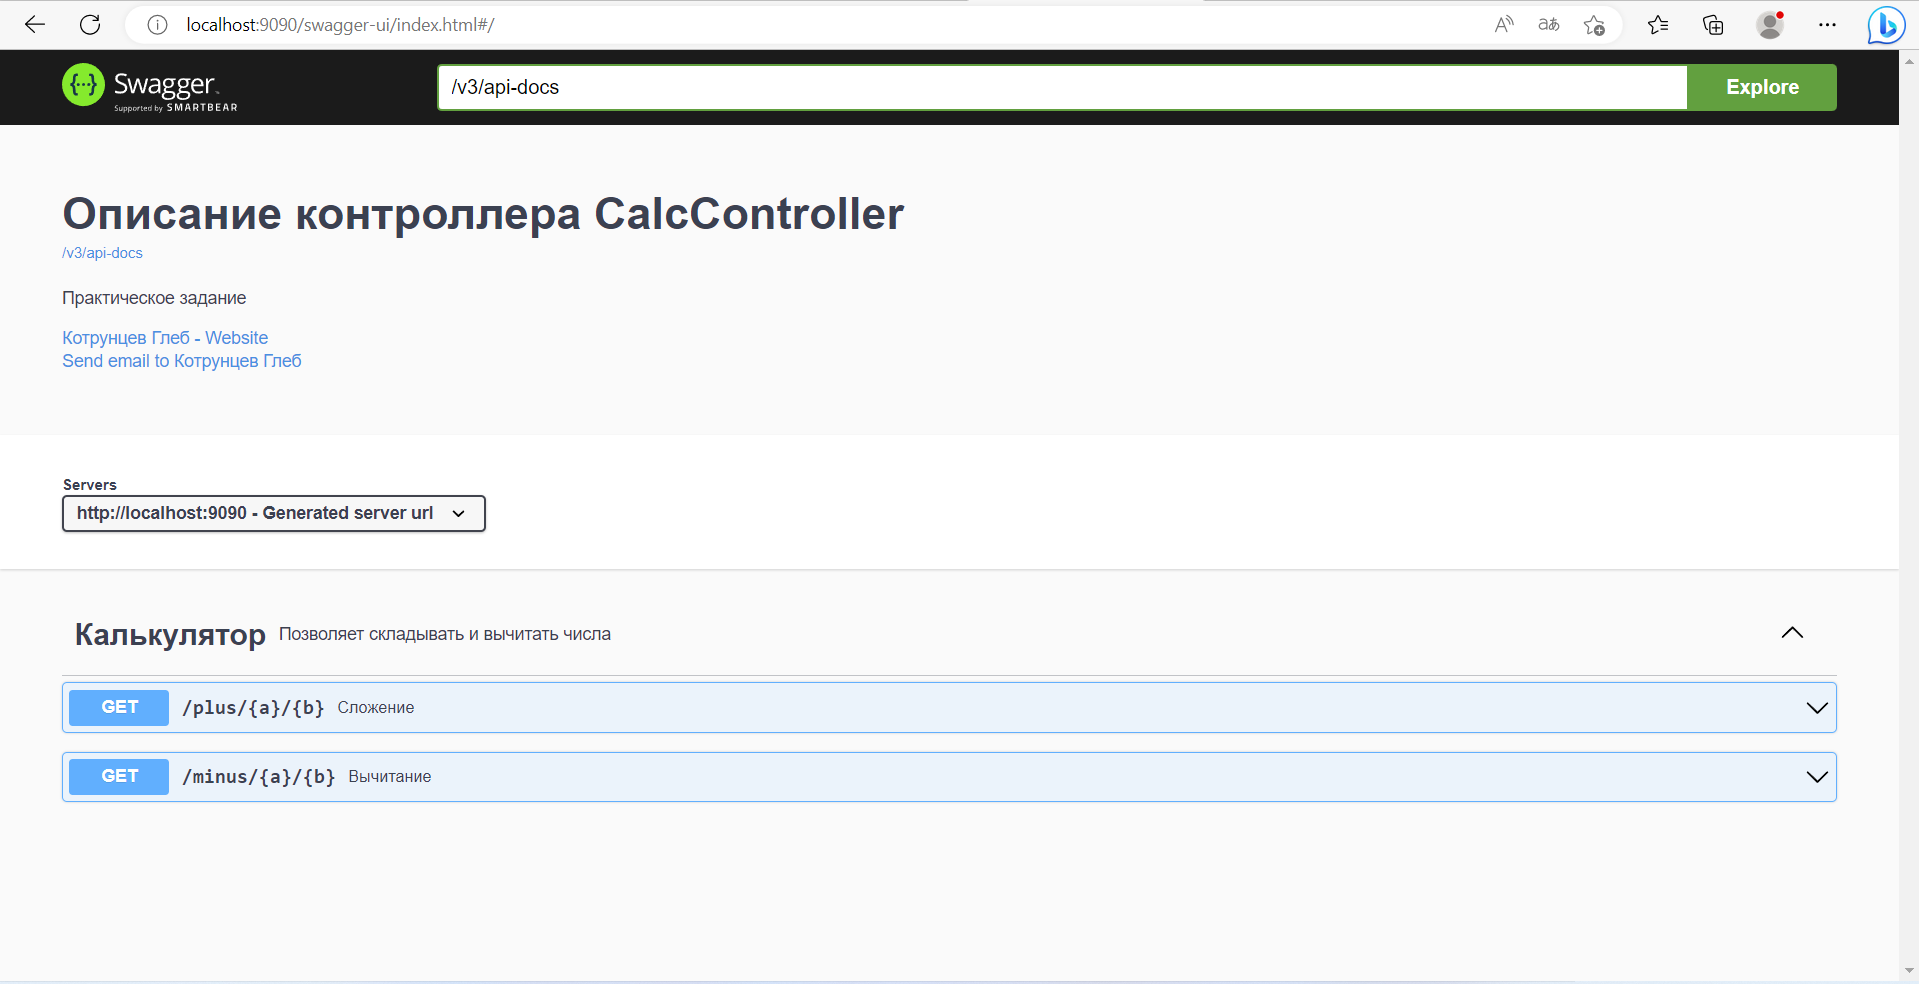 localhost:9090/swagger-ui/index.html#/
Swagger
Supported by SMARTBEAR
/v3/api-docs
Explore
Описание контроллера CalcController
/v3/api-docs
Практическое задание
Котрунцев Глеб - Website
Send email to Котрунцев Глеб
Servers
http://localhost:9090 - Generated server url
Калькулятор Позволяет складывать и вычитать числа
GET /plus/{a}/{b} Сложение
GET /minus/{a}/{b} Вычитание